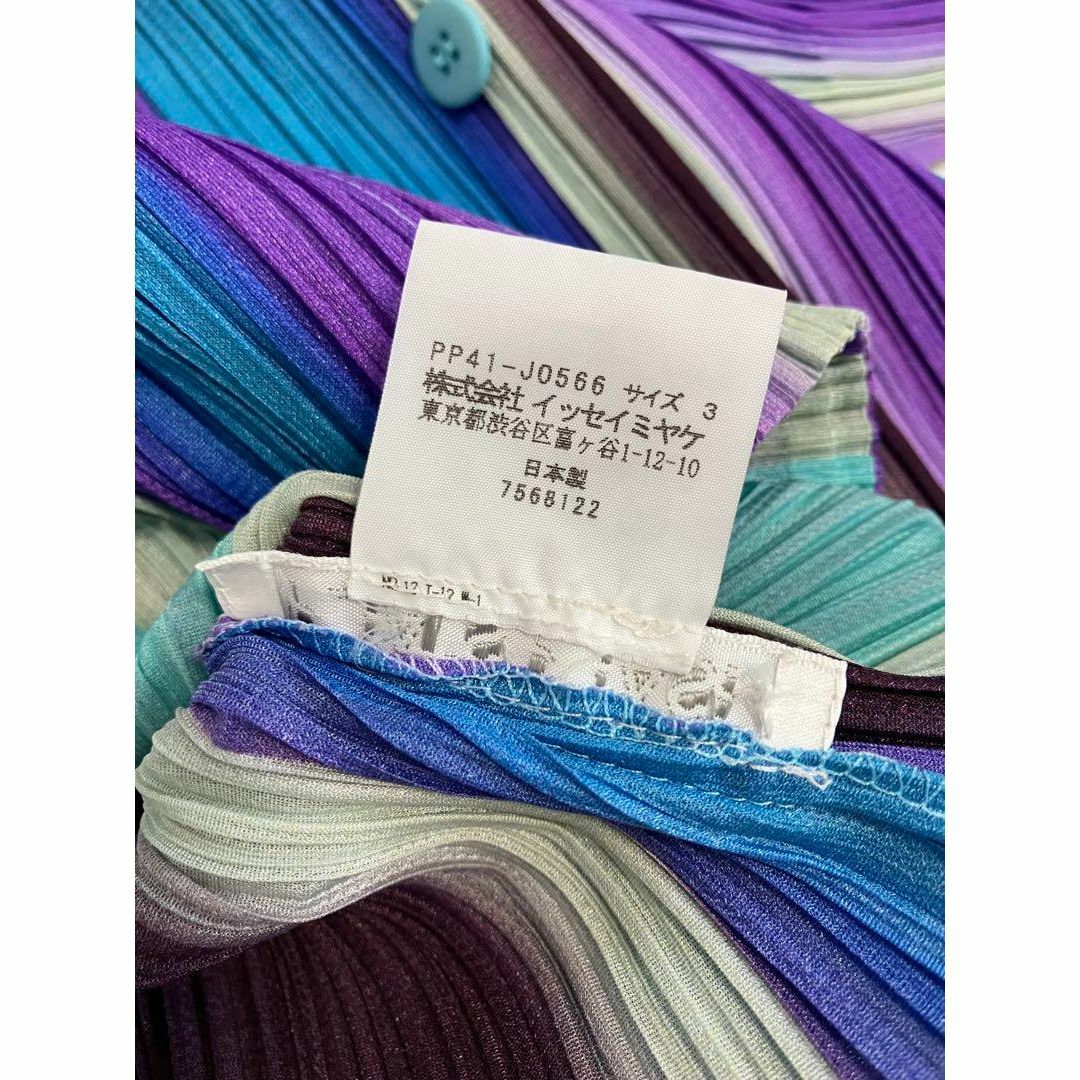 PP41-J0566 サイズ 3
株式会社 イッセイミヤケ
東京都渋谷区富ヶ谷1-12-10
日本製
7568122